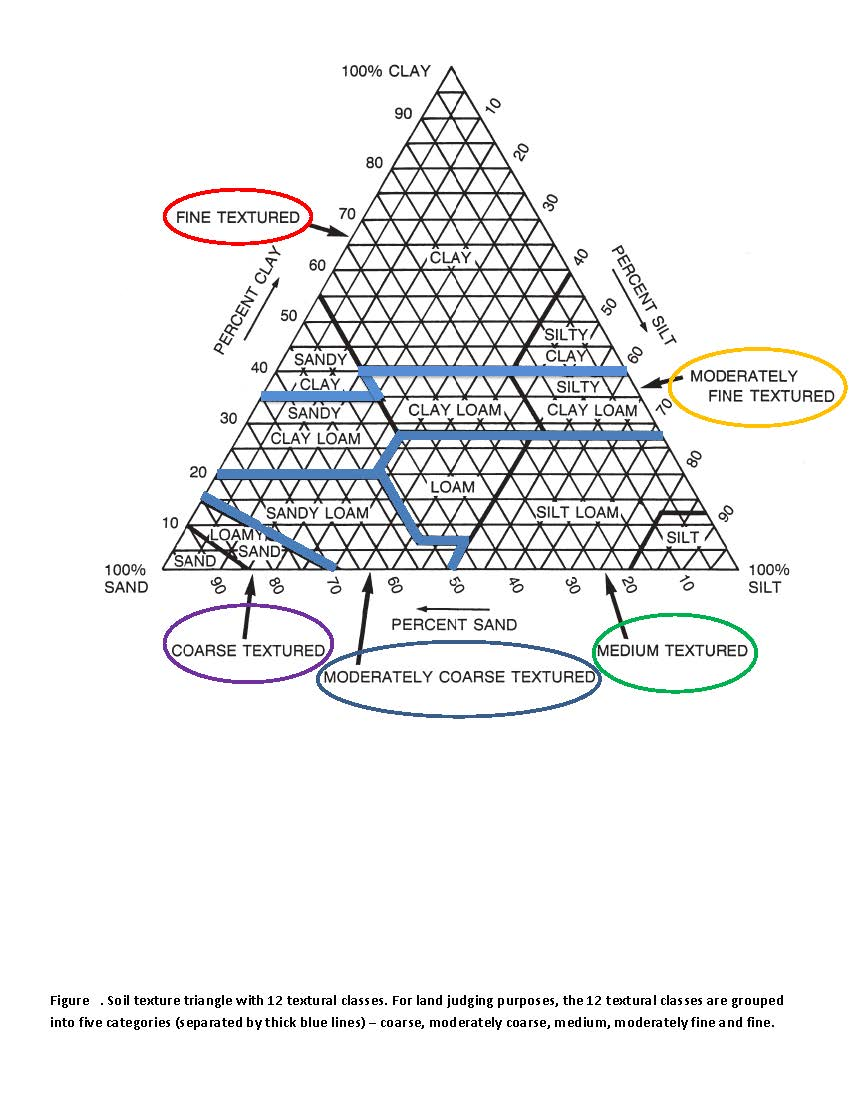 100% CLAY
90
10
80
20
FINE TEXTURED
70
30
60
CLAY
40
PERCENT CLAY
PERCENT SILT
50
50
SILTY
CLAY
SANDY
CLAY
60
40
SILTY
CLAY LOAM
MODERATELY
FINE TEXTURED
CLAY LOAM
70
SANDY
CLAY LOAM
30
80
20
LOAM
SANDY LOAM
SILT LOAM
90
10
LOAMY
SAND
SILT
SAND
100%
SAND
100%
SILT
90
80
70
60
50
40
30
20
10
PERCENT SAND
COARSE TEXTURED
MEDIUM TEXTURED
MODERATELY COARSE TEXTURED
Figure . Soil texture triangle with 12 textural classes. For land judging purposes, the 12 textural classes are grouped
into five categories (separated by thick blue lines) – coarse, moderately coarse, medium, moderately fine and fine.